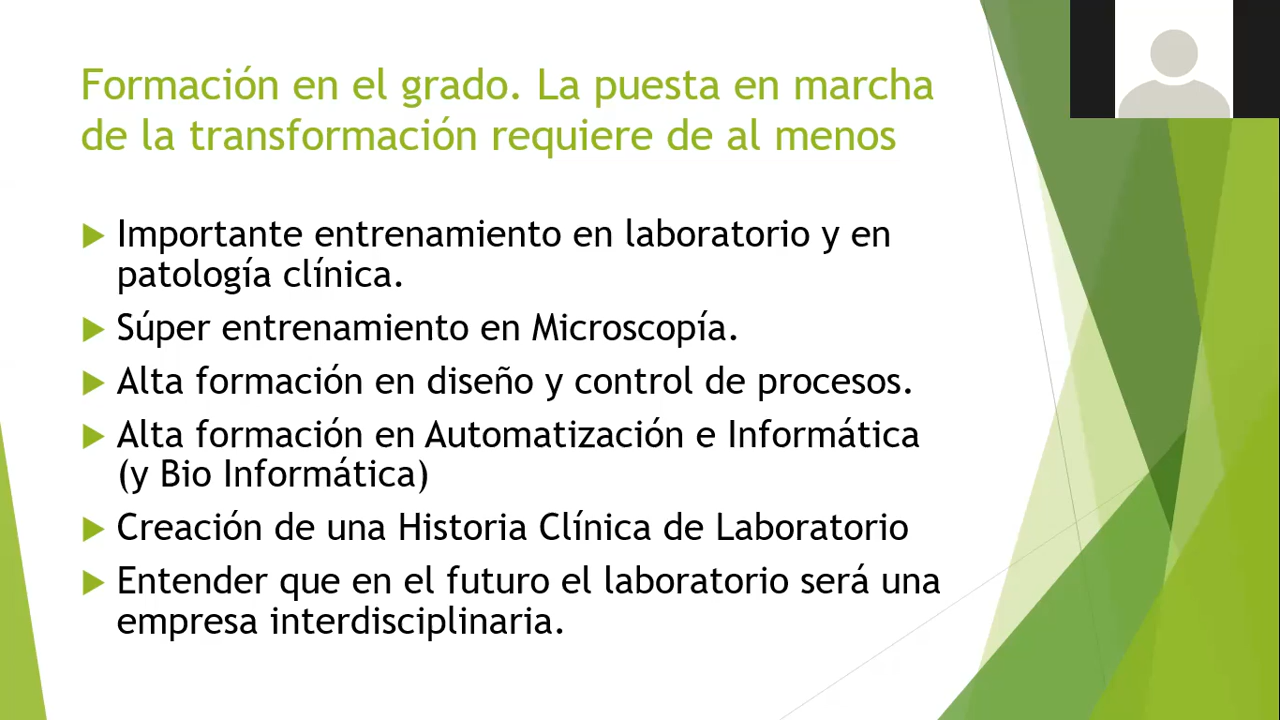 Formación en el grado. La puesta en marcha
de la transformación requiere de al menos
Importante entrenamiento en laboratorio y en
patología clínica.
Súper entrenamiento en Microscopía.
Alta formación en diseño y control de procesos.
Alta formación en Automatización e Informática
(y Bio Informática)
Creación de una Historia Clínica de Laboratorio
Entender que en el futuro el laboratorio será una
empresa interdisciplinaria.